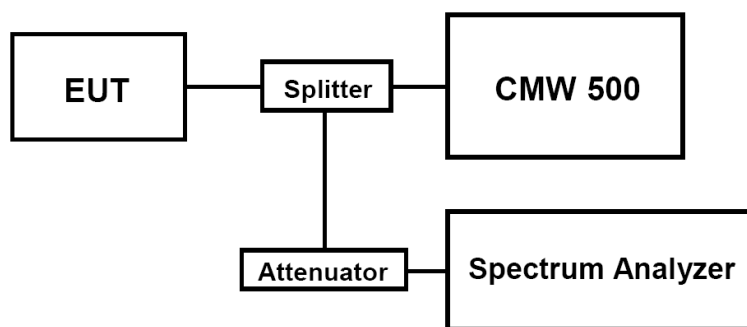 EUT
Splitter
CMW 500
Attenuator
Spectrum Analyzer